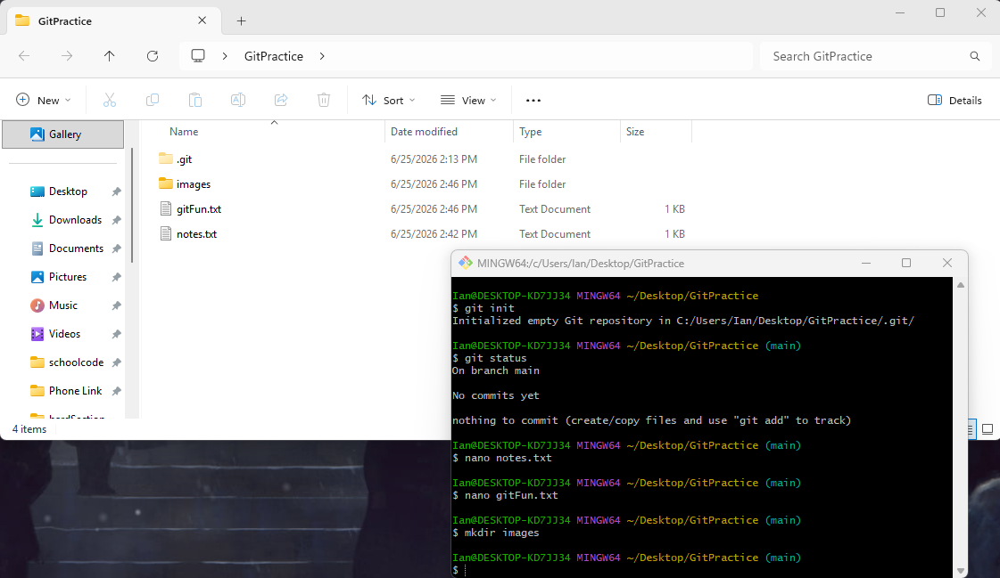 GitPractice
GitPractice
Search GitPractice
New
Sort
View
Details
Gallery
Desktop
Downloads
Documents
Pictures
Music
Videos
schoolcode
Phone Link
Name Date modified Type Size
.git 6/25/2026 2:13 PM File folder
images 6/25/2026 2:46 PM File folder
gitFun.txt 6/25/2026 2:46 PM Text Document 1 KB
notes.txt 6/25/2026 2:42 PM Text Document 1 KB
4 items
MINGW64:/c/Users/Ian/Desktop/GitPractice
Ian@DESKTOP-KD7JJ34 MINGW64 ~/Desktop/GitPractice
$ git init
Initialized empty Git repository in C:/Users/Ian/Desktop/GitPractice/.git/
Ian@DESKTOP-KD7JJ34 MINGW64 ~/Desktop/GitPractice (main)
$ git status
On branch main
No commits yet
nothing to commit (create/copy files and use "git add" to track)
Ian@DESKTOP-KD7JJ34 MINGW64 ~/Desktop/GitPractice (main)
$ nano notes.txt
Ian@DESKTOP-KD7JJ34 MINGW64 ~/Desktop/GitPractice (main)
$ nano gitFun.txt
Ian@DESKTOP-KD7JJ34 MINGW64 ~/Desktop/GitPractice (main)
$ mkdir images
Ian@DESKTOP-KD7JJ34 MINGW64 ~/Desktop/GitPractice (main)
$